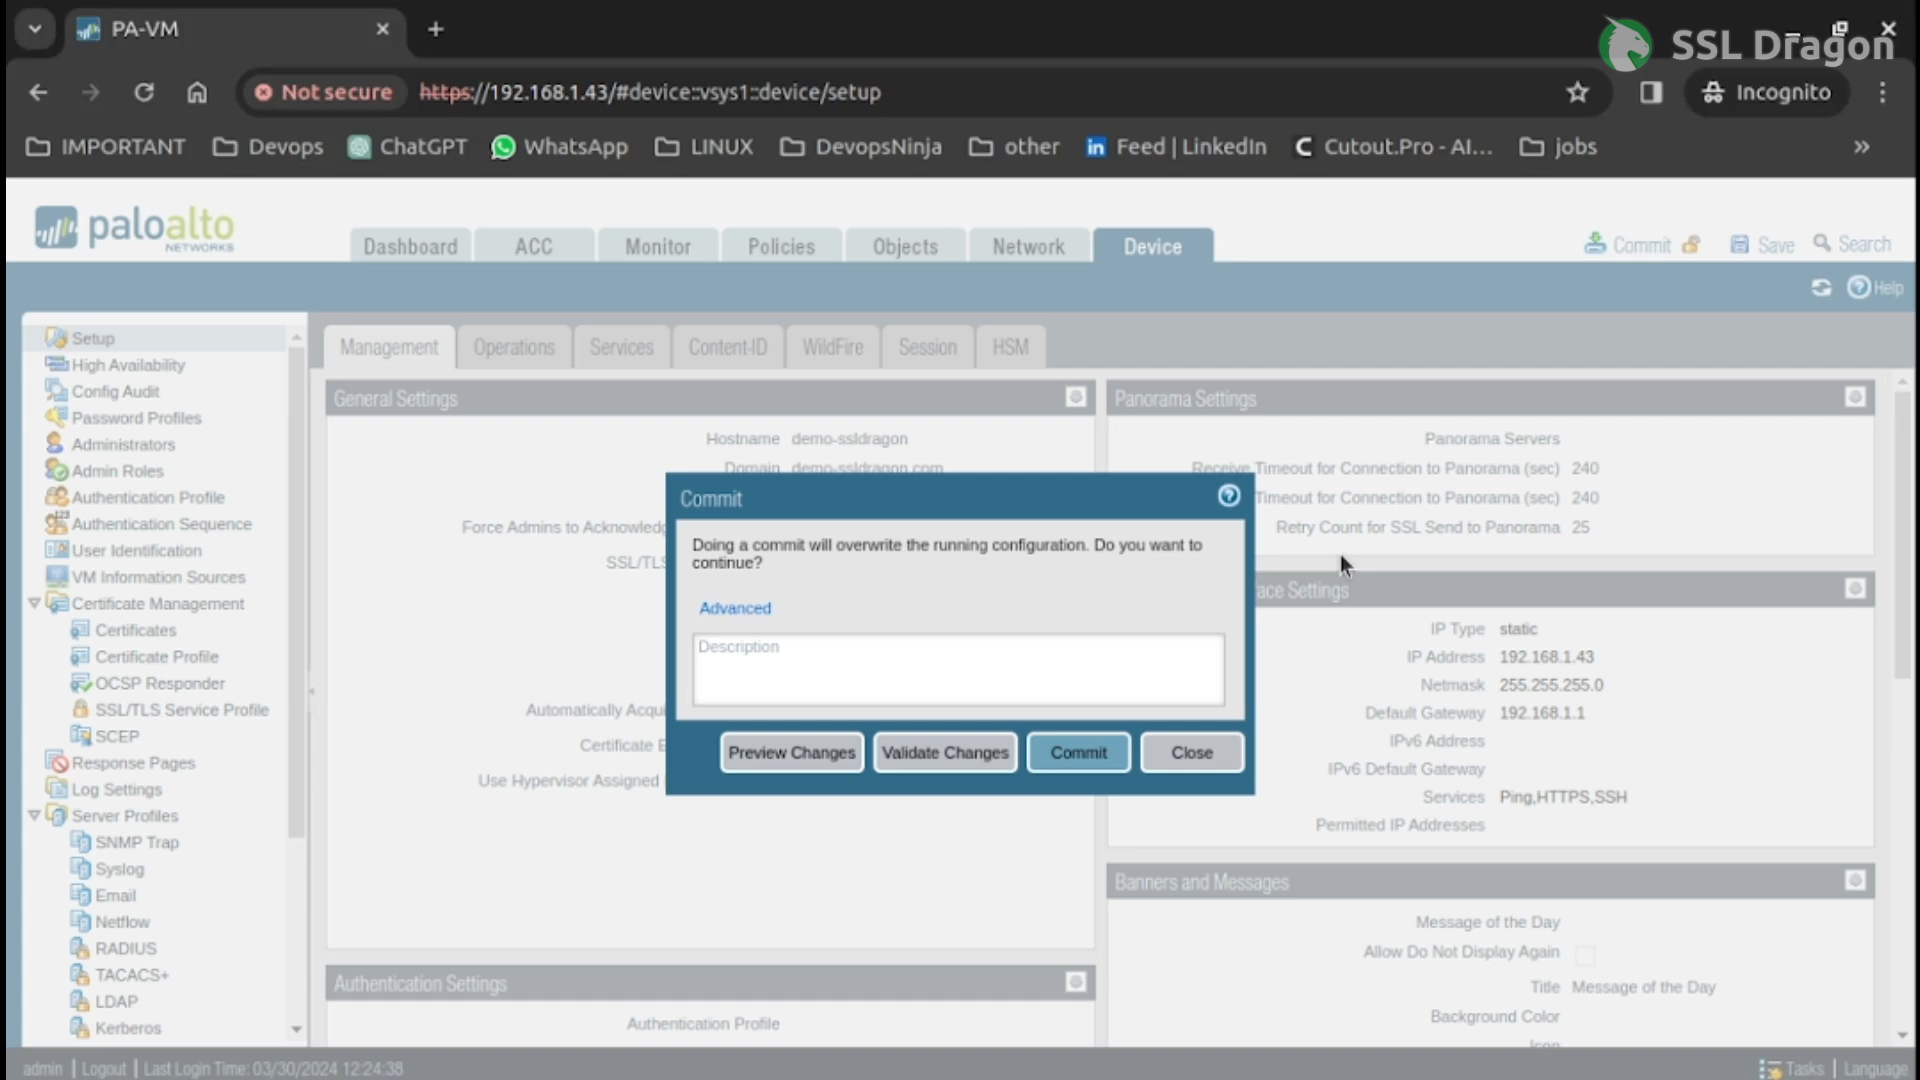 PA-VM
SSL Dragon
Not secure https://192.168.1.43/#device::vsys1::device/setup Incognito
IMPORTANT Devops ChatGPT WhatsApp LINUX DevopsNinja other Feed | LinkedIn Cutout.Pro - AI... jobs »
paloalto NETWORKS
Dashboard ACC Monitor Policies Objects Network Device Commit Save Search
Help
Setup
High Availability
Config Audit
Password Profiles
Administrators
Admin Roles
Authentication Profile
Authentication Sequence
User Identification
VM Information Sources
Certificate Management
Certificates
Certificate Profile
OCSP Responder
SSL/TLS Service Profile
SCEP
Response Pages
Log Settings
Server Profiles
SNMP Trap
Syslog
Email
Netflow
RADIUS
TACACS+
LDAP
Kerberos
Management Operations Services Content-ID WildFire Session HSM
General Settings
Hostname demo-ssldragon
Domain demo-ssldragon.com
Force Admins to Acknowledg
SSL/TLS
Automatically Acqui
Certificate E
Use Hypervisor Assigned
Authentication Settings
Authentication Profile
Commit
Doing a commit will overwrite the running configuration. Do you want to
continue?
Advanced
Description
Preview Changes Validate Changes Commit Close
Panorama Settings
Panorama Servers
Receive Timeout for Connection to Panorama (sec) 240
Timeout for Connection to Panorama (sec) 240
Retry Count for SSL Send to Panorama 25
ace Settings
IP Type static
IP Address 192.168.1.43
Netmask 255.255.255.0
Default Gateway 192.168.1.1
IPv6 Address
IPv6 Default Gateway
Services Ping,HTTPS,SSH
Permitted IP Addresses
Banners and Messages
Message of the Day
Allow Do Not Display Again
Title Message of the Day
Background Color
Icon
admin | Logout | Last Login Time: 03/30/2024 12:24:38 Tasks | Language